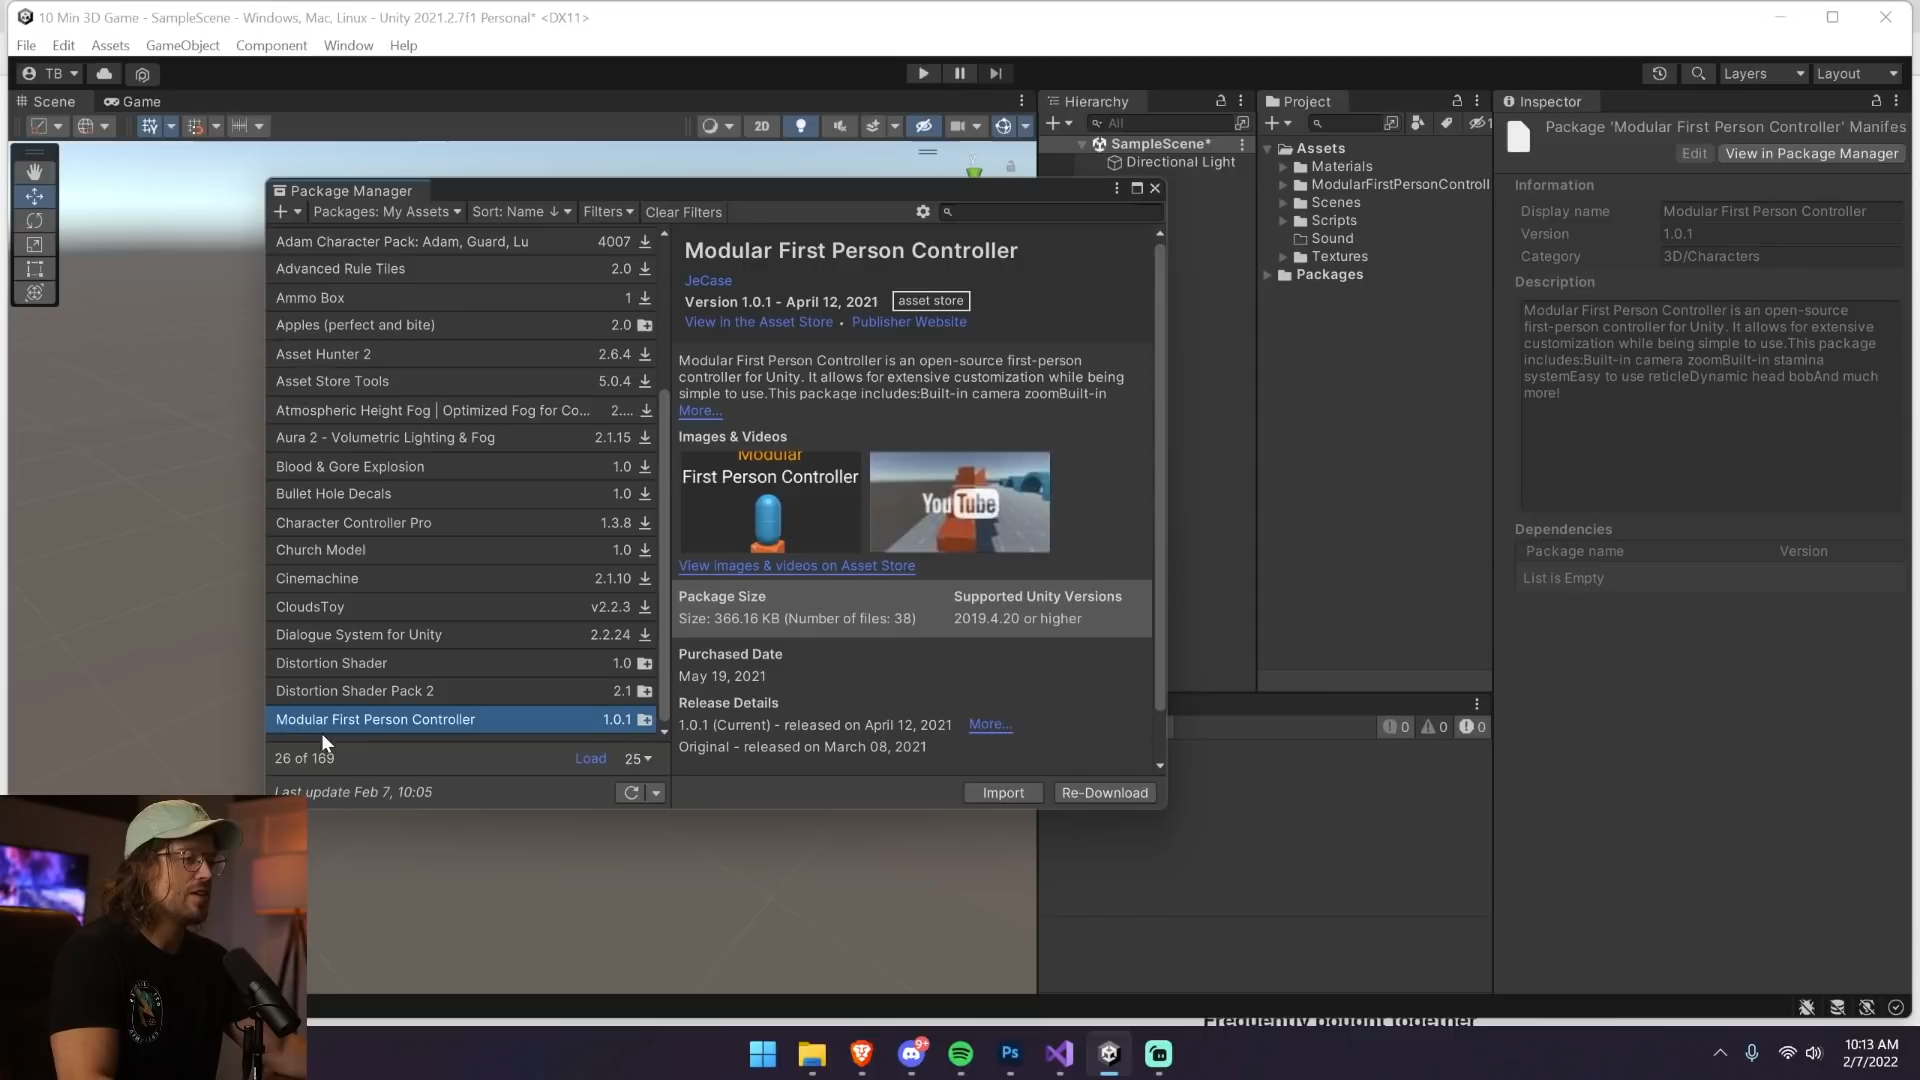 10 Min 3D Game - SampleScene - Windows, Mac, Linux - Unity 2021.2.7f1 Personal* <DX11>
File Edit Assets GameObject Component Window Help
TB Layers Layout
Scene Game
2D
Hierarchy
All
SampleScene*
Directional Light
Project
1
Assets
Materials
ModularFirstPersonControll
Scenes
Scripts
Sound
Textures
Packages
Inspector
Package 'Modular First Person Controller' Manifes
Edit View in Package Manager
Information
Display name Modular First Person Controller
Version 1.0.1
Category 3D/Characters
Description
Modular First Person Controller is an open-source
first-person controller for Unity. It allows for extensive
customization while being simple to use.This package
includes:Built-in camera zoomBuilt-in stamina
systemEasy to use reticleDynamic head bobAnd much
more!
Dependencies
Package name Version
List is Empty
Package Manager
Packages: My Assets Sort: Name ↓ Filters Clear Filters
Adam Character Pack: Adam, Guard, Lu 4007
Advanced Rule Tiles 2.0
Ammo Box 1
Apples (perfect and bite) 2.0
Asset Hunter 2 2.6.4
Asset Store Tools 5.0.4
Atmospheric Height Fog | Optimized Fog for Co... 2....
Aura 2 - Volumetric Lighting & Fog 2.1.15
Blood & Gore Explosion 1.0
Bullet Hole Decals 1.0
Character Controller Pro 1.3.8
Church Model 1.0
Cinemachine 2.1.10
CloudsToy v2.2.3
Dialogue System for Unity 2.2.24
Distortion Shader 1.0
Distortion Shader Pack 2 2.1
Modular First Person Controller 1.0.1
26 of 169 Load 25
Last update Feb 7, 10:05
Modular First Person Controller
JeCase
Version 1.0.1 - April 12, 2021 asset store
View in the Asset Store • Publisher Website
Modular First Person Controller is an open-source first-person
controller for Unity. It allows for extensive customization while being
simple to use.This package includes:Built-in camera zoomBuilt-in
More...
Images & Videos
Modular
First Person Controller
YouTube
View images & videos on Asset Store
Package Size Supported Unity Versions
Size: 366.16 KB (Number of files: 38) 2019.4.20 or higher
Purchased Date
May 19, 2021
Release Details
1.0.1 (Current) - released on April 12, 2021 More...
Original - released on March 08, 2021
Import Re-Download
0 0 0
Frequently bought together
9+
Ps
10:13 AM
2/7/2022